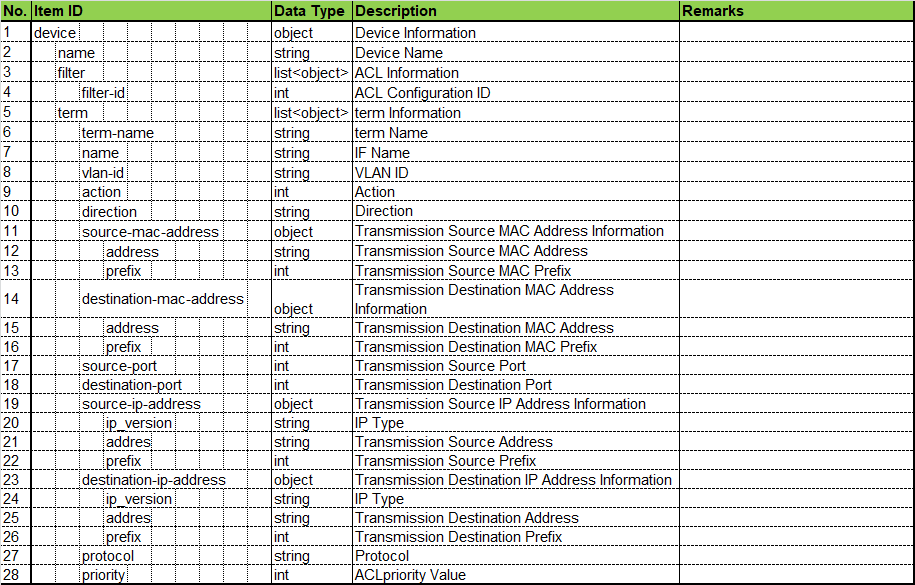 No. Item ID Data Type Description Remarks
1 device object Device Information
2 name string Device Name
3 filter list<object> ACL Information
4 filter-id int ACL Configuration ID
5 term list<object> term Information
6 term-name string term Name
7 name string IF Name
8 vlan-id string VLAN ID
9 action int Action
10 direction string Direction
11 source-mac-address object Transmission Source MAC Address Information
12 address string Transmission Source MAC Address
13 prefix int Transmission Source MAC Prefix
14 destination-mac-address object Transmission Destination MAC Address
Information
15 address string Transmission Destination MAC Address
16 prefix int Transmission Destination MAC Prefix
17 source-port int Transmission Source Port
18 destination-port int Transmission Destination Port
19 source-ip-address object Transmission Source IP Address Information
20 ip_version string IP Type
21 addres string Transmission Source Address
22 prefix int Transmission Source Prefix
23 destination-ip-address object Transmission Destination IP Address Information
24 ip_version string IP Type
25 addres string Transmission Destination Address
26 prefix int Transmission Destination Prefix
27 protocol string Protocol
28 priority int ACLpriority Value